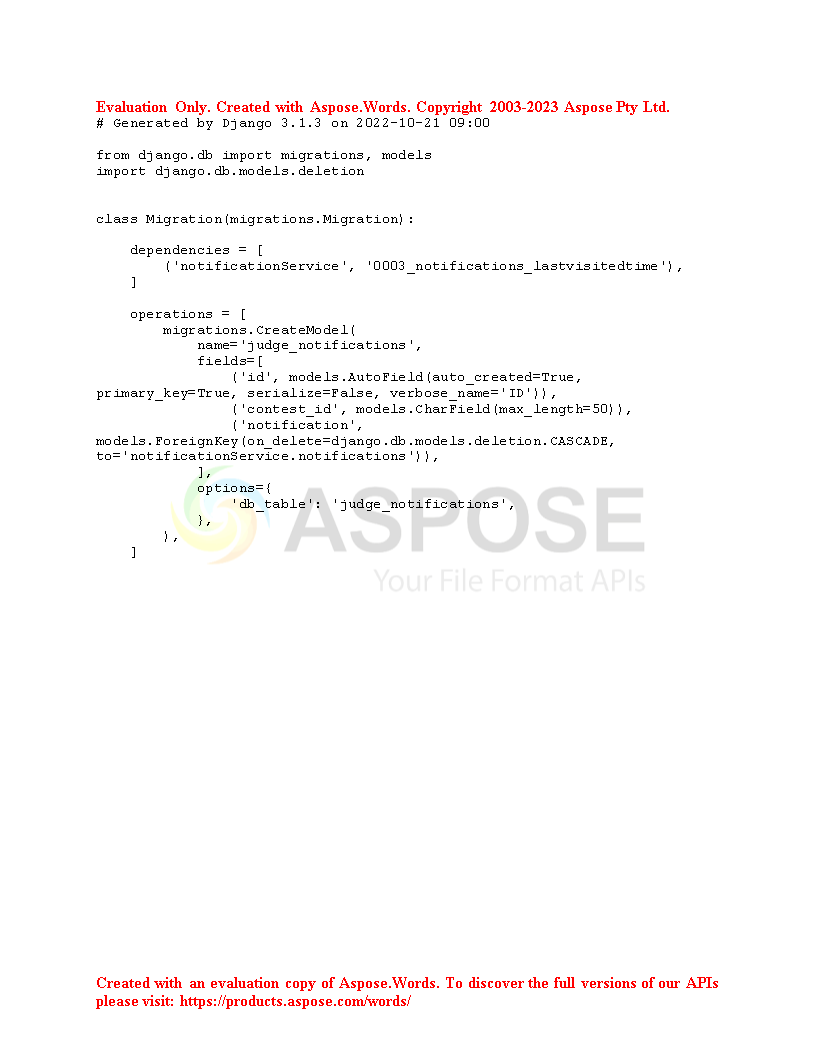 Evaluation Only. Created with Aspose.Words. Copyright 2003-2023 Aspose Pty Ltd.
# Generated by Django 3.1.3 on 2022-10-21 09:00

from django.db import migrations, models
import django.db.models.deletion


class Migration(migrations.Migration):

    dependencies = [
        ('notificationService', '0003_notifications_lastvisitedtime'),
    ]

    operations = [
        migrations.CreateModel(
            name='judge_notifications',
            fields=[
                ('id', models.AutoField(auto_created=True,
primary_key=True, serialize=False, verbose_name='ID')),
                ('contest_id', models.CharField(max_length=50)),
                ('notification',
models.ForeignKey(on_delete=django.db.models.deletion.CASCADE,
to='notificationService.notifications')),
            ],
            options={
                'db_table': 'judge_notifications',
            },
        ),
    ]
ASPOSE
Your File Format APIs
Created with an evaluation copy of Aspose.Words. To discover the full versions of our APIs
please visit: https://products.aspose.com/words/